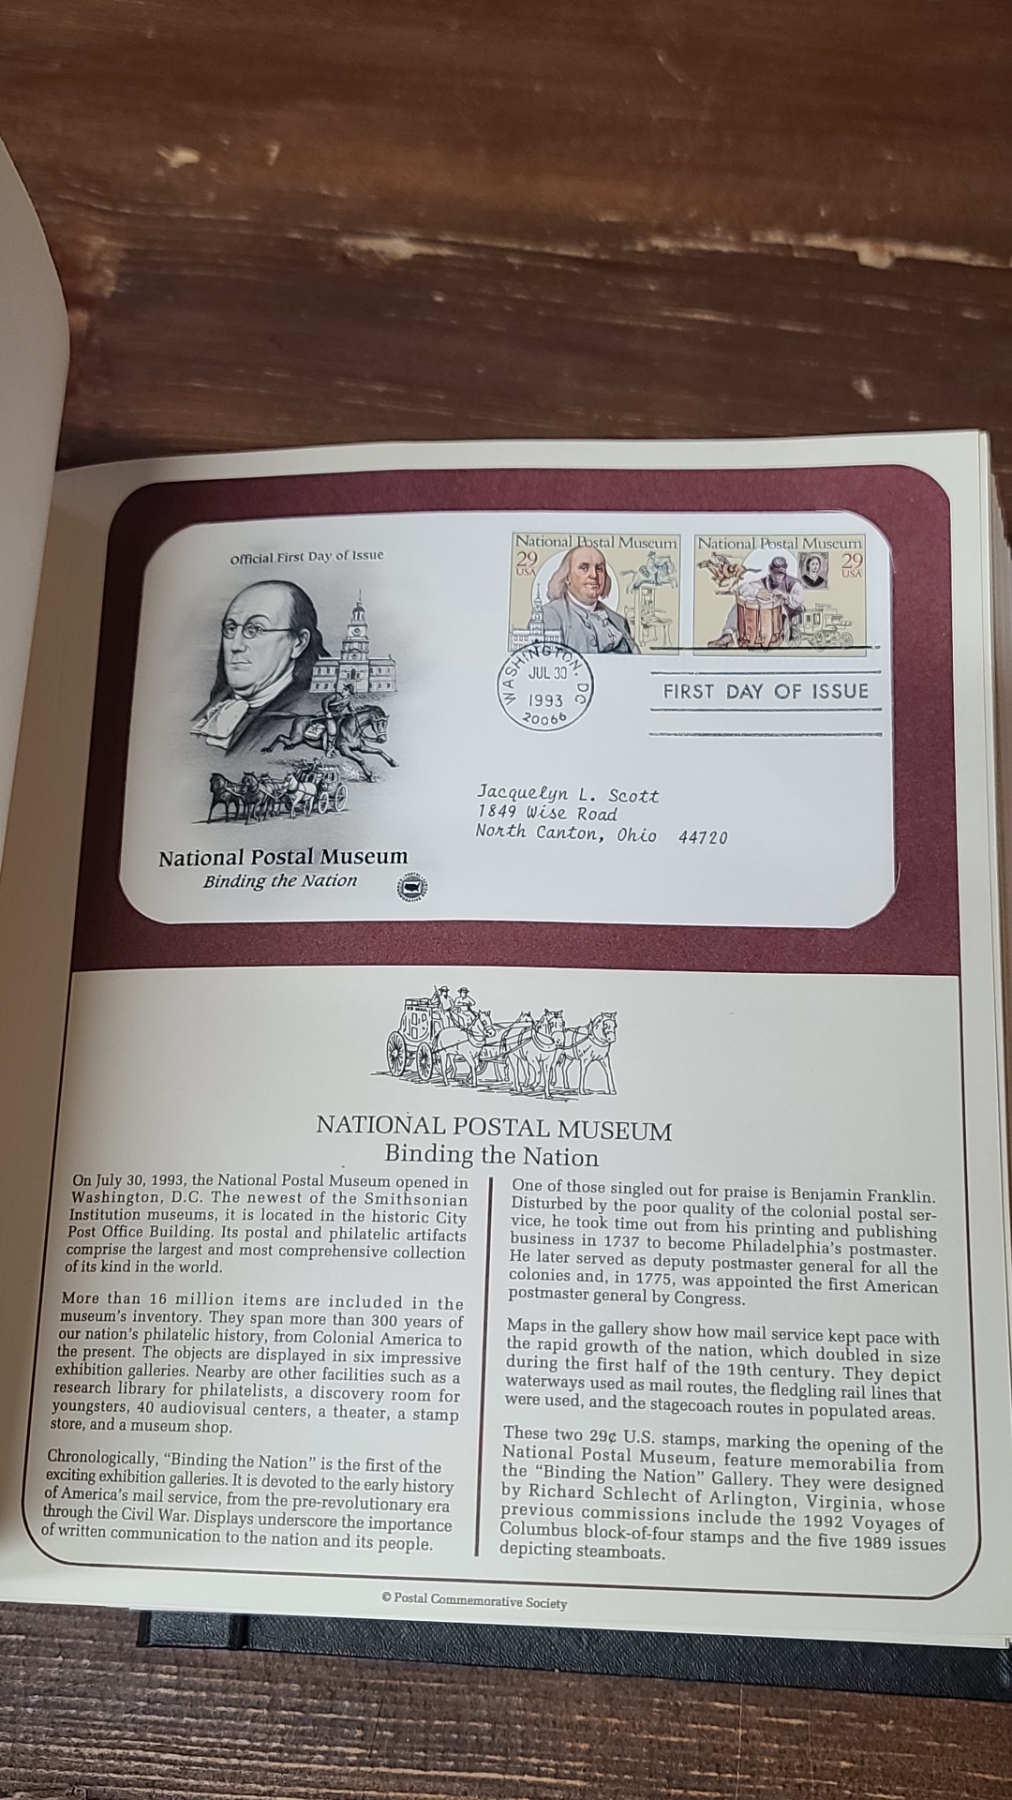 Official First Day of Issue
National Postal Museum
29
USA
National Postal Museum
29
USA
WASHINGTON, DC
JUL 30
1993
20066
FIRST DAY OF ISSUE
Jacquelyn L. Scott
1849 Wise Road
North Canton, Ohio 44720
National Postal Museum
Binding the Nation
NATIONAL POSTAL MUSEUM
Binding the Nation
On July 30, 1993, the National Postal Museum opened in
Washington, D.C. The newest of the Smithsonian
Institution museums, it is located in the historic City
Post Office Building. Its postal and philatelic artifacts
comprise the largest and most comprehensive collection
of its kind in the world.
More than 16 million items are included in the
museum's inventory. They span more than 300 years of
our nation's philatelic history, from Colonial America to
the present. The objects are displayed in six impressive
exhibition galleries. Nearby are other facilities such as a
research library for philatelists, a discovery room for
youngsters, 40 audiovisual centers, a theater, a stamp
store, and a museum shop.
Chronologically, "Binding the Nation" is the first of the
exciting exhibition galleries. It is devoted to the early history
of America's mail service, from the pre-revolutionary era
through the Civil War. Displays underscore the importance
of written communication to the nation and its people.
One of those singled out for praise is Benjamin Franklin.
Disturbed by the poor quality of the colonial postal ser-
vice, he took time out from his printing and publishing
business in 1737 to become Philadelphia's postmaster.
He later served as deputy postmaster general for all the
colonies and, in 1775, was appointed the first American
postmaster general by Congress.
Maps in the gallery show how mail service kept pace with
the rapid growth of the nation, which doubled in size
during the first half of the 19th century. They depict
waterways used as mail routes, the fledgling rail lines that
were used, and the stagecoach routes in populated areas.
These two 29¢ U.S. stamps, marking the opening of the
National Postal Museum, feature memorabilia from
the "Binding the Nation" Gallery. They were designed
by Richard Schlecht of Arlington, Virginia, whose
previous commissions include the 1992 Voyages of
Columbus block-of-four stamps and the five 1989 issues
depicting steamboats.
© Postal Commemorative Society